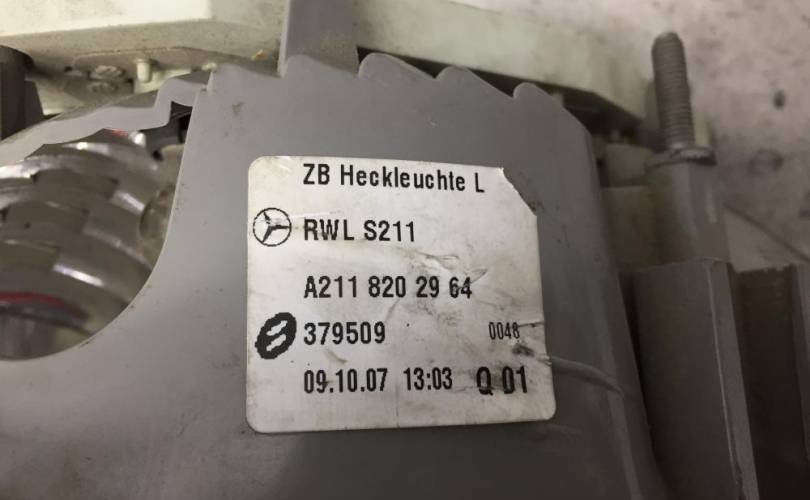 ZB Heckleuchte L
RWL S211
A211 820 29 64
379509 0048
09.10.07 13:03 Q 01